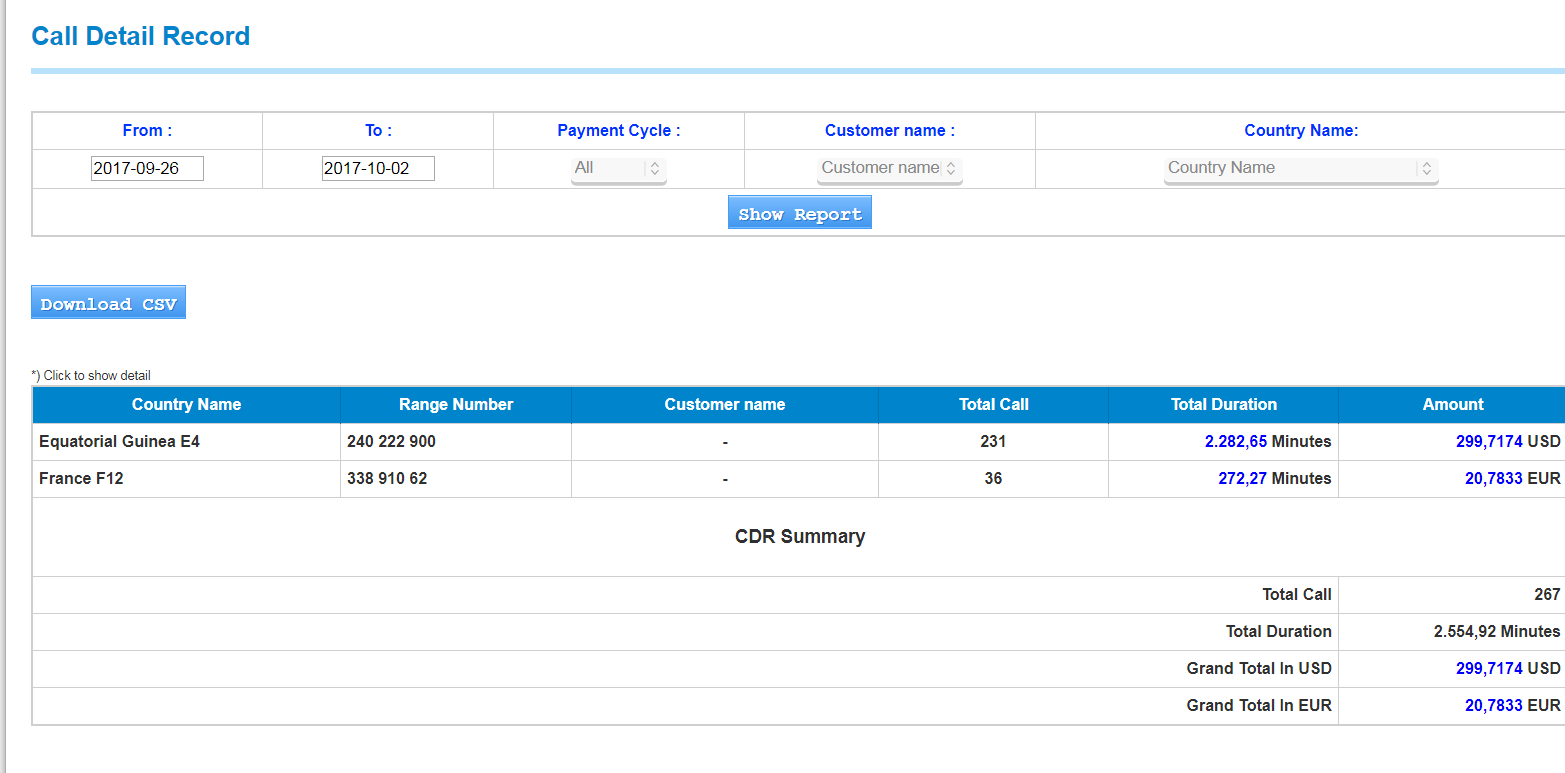 Call Detail Record
From : To : Payment Cycle : Customer name : Country Name:
2017-09-26 2017-10-02 All Customer name Country Name
Show Report
Download CSV
*) Click to show detail
Country Name Range Number Customer name Total Call Total Duration Amount
Equatorial Guinea E4 240 222 900 - 231 2.282,65 Minutes 299,7174 USD
France F12 338 910 62 - 36 272,27 Minutes 20,7833 EUR
CDR Summary
Total Call 267
Total Duration 2.554,92 Minutes
Grand Total In USD 299,7174 USD
Grand Total In EUR 20,7833 EUR